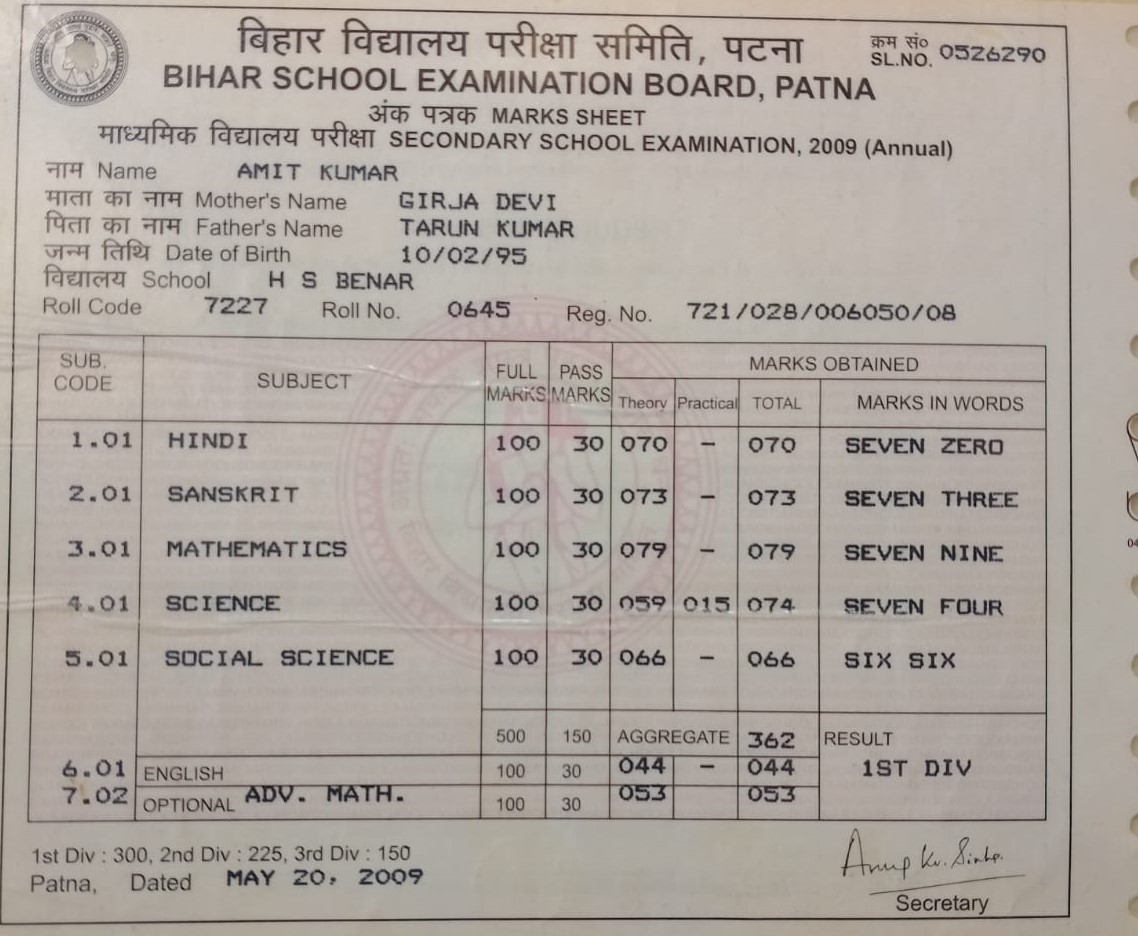 बिहार विद्यालय परीक्षा समिति, पटना
क्रम सं०
SL.NO. 0526290
BIHAR SCHOOL EXAMINATION BOARD, PATNA
अंक पत्रक MARKS SHEET
माध्यमिक विद्यालय परीक्षा SECONDARY SCHOOL EXAMINATION, 2009 (Annual)
नाम Name AMIT KUMAR
माता का नाम Mother's Name GIRJA DEVI
पिता का नाम Father's Name TARUN KUMAR
जन्म तिथि Date of Birth 10/02/95
विद्यालय School H S BENAR
Roll Code 7227 Roll No. 0645 Reg. No. 721/028/006050/08
SUB. CODE SUBJECT FULL MARKS PASS MARKS MARKS OBTAINED
Theory Practical TOTAL MARKS IN WORDS
1.01 HINDI 100 30 070 - 070 SEVEN ZERO
2.01 SANSKRIT 100 30 073 - 073 SEVEN THREE
3.01 MATHEMATICS 100 30 079 - 079 SEVEN NINE
4.01 SCIENCE 100 30 059 015 074 SEVEN FOUR
5.01 SOCIAL SCIENCE 100 30 066 - 066 SIX SIX
500 150 AGGREGATE 362 RESULT
6.01 ENGLISH 100 30 044 - 044 1ST DIV
7.02 OPTIONAL ADV. MATH. 100 30 053 053
1st Div : 300, 2nd Div : 225, 3rd Div : 150
Patna, Dated MAY 20, 2009
Anup Kr. Sinha
Secretary